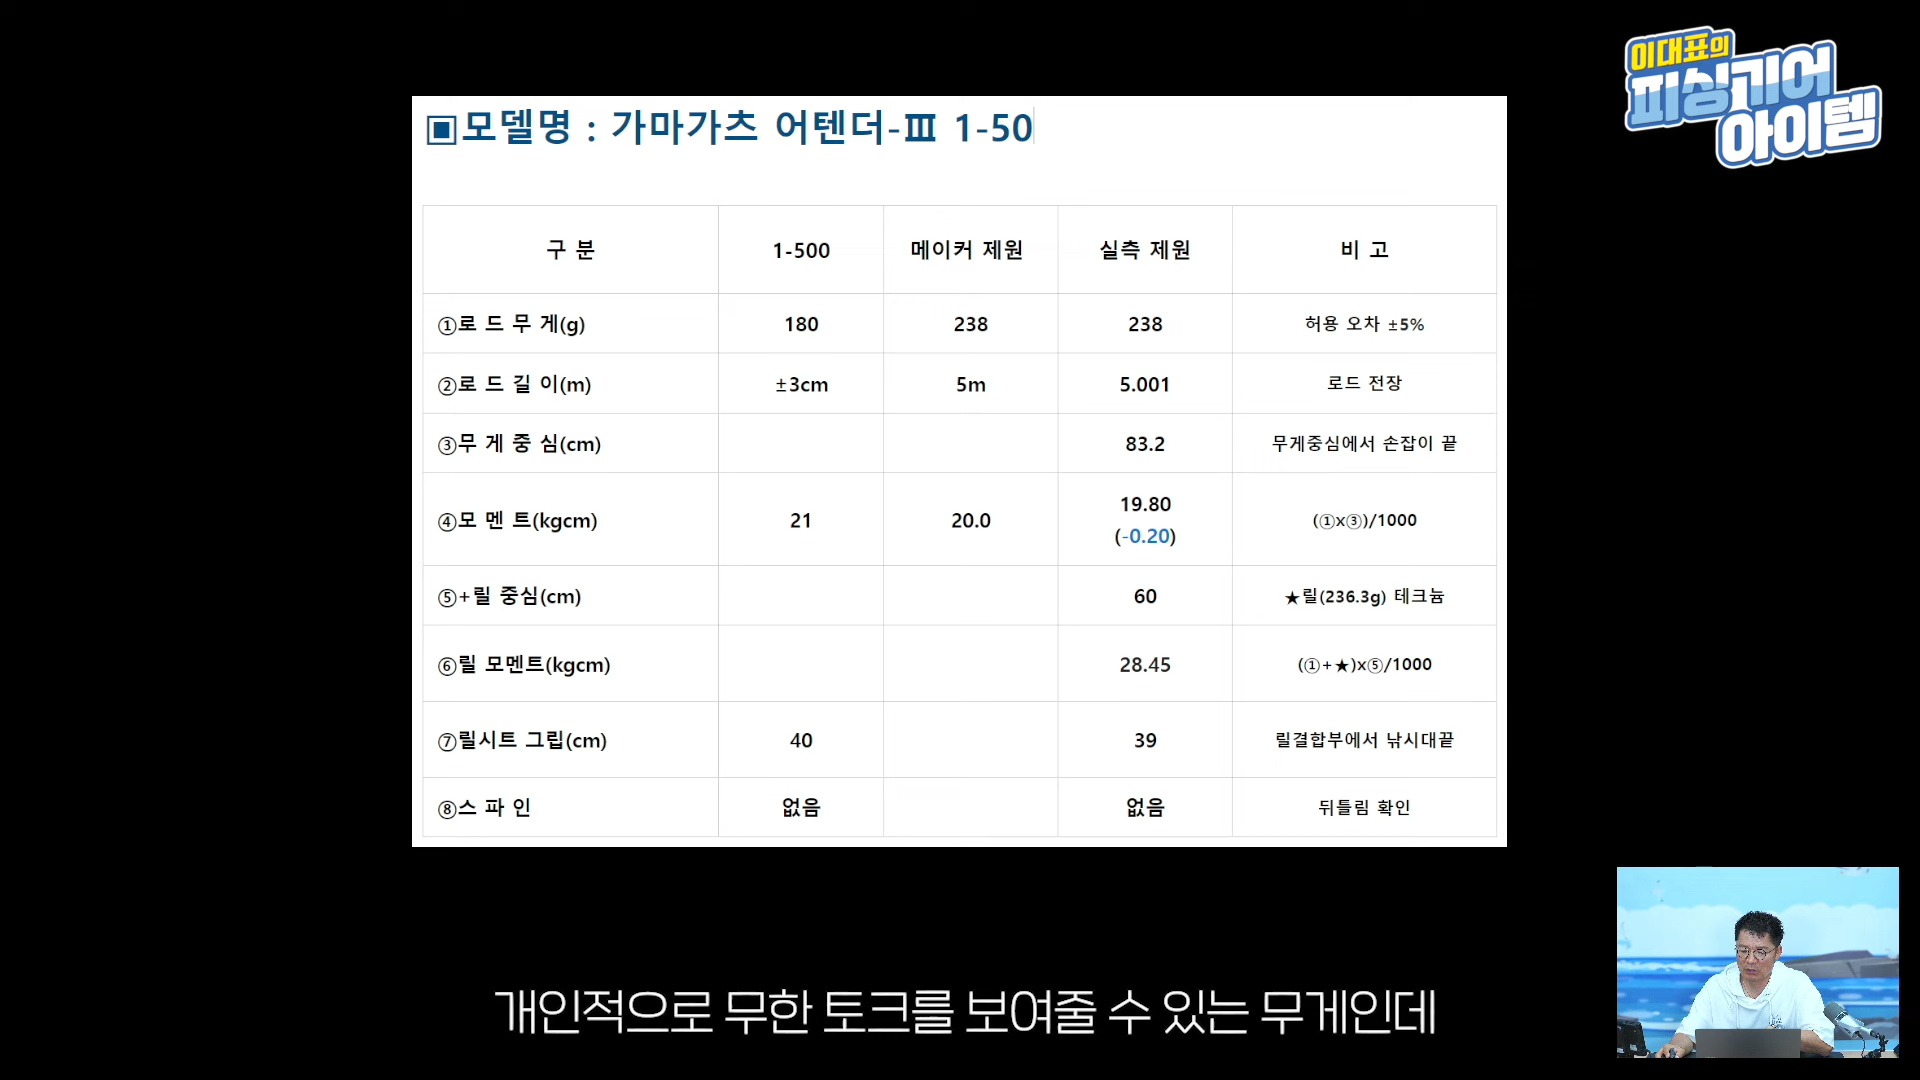 이대표의
피싱기어
아이템
▣모델명 : 가마가츠 어텐더-Ⅲ 1-50
구 분 1-500 메이커 제원 실측 제원 비 고
①로 드 무 게(g) 180 238 238 허용 오차 ±5%
②로 드 길 이(m) ±3cm 5m 5.001 로드 전장
③무 게 중 심(cm) 83.2 무게중심에서 손잡이 끝
④모 멘 트(kgcm) 21 20.0 19.80 (-0.20) (①x③)/1000
⑤+릴 중심(cm) 60 ★릴(236.3g) 테크늄
⑥릴 모멘트(kgcm) 28.45 (①+★)x⑤/1000
⑦릴시트 그립(cm) 40 39 릴결합부에서 낚시대끝
⑧스 파 인 없음 없음 뒤틀림 확인
개인적으로 무한 토크를 보여줄 수 있는 무게인데